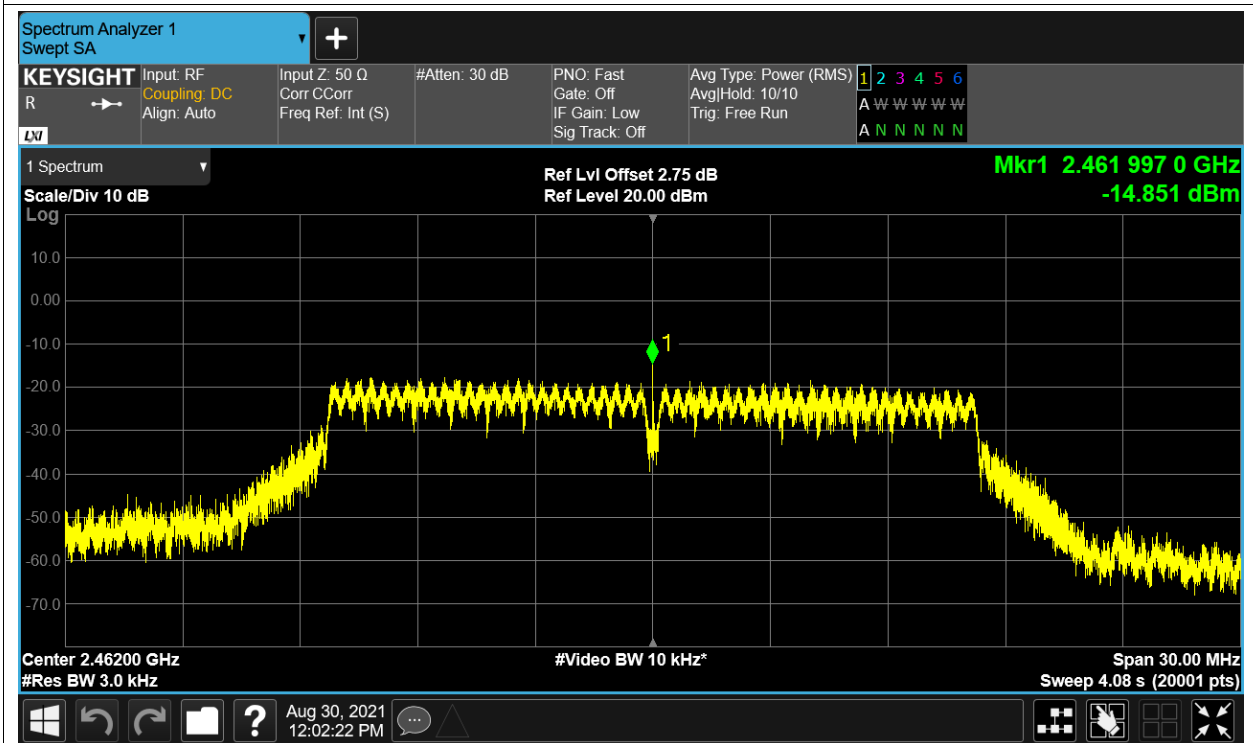 Spectrum Analyzer 1
Swept SA
KEYSIGHT
R
LXI
Input: RF
Coupling: DC
Align: Auto
Input Z: 50 Ω
Corr CCorr
Freq Ref: Int (S)
#Atten: 30 dB
PNO: Fast
Gate: Off
IF Gain: Low
Sig Track: Off
Avg Type: Power (RMS)
Avg|Hold: 10/10
Trig: Free Run
1 2 3 4 5 6
A W W W W W
A N N N N N
1 Spectrum
Scale/Div 10 dB
Log
Ref Lvl Offset 2.75 dB
Ref Level 20.00 dBm
Mkr1 2.461 997 0 GHz
-14.851 dBm
10.0
0.00
-10.0
-20.0
-30.0
-40.0
-50.0
-60.0
-70.0
1
Center 2.46200 GHz
#Res BW 3.0 kHz
#Video BW 10 kHz*
Span 30.00 MHz
Sweep 4.08 s (20001 pts)
?
Aug 30, 2021
12:02:22 PM